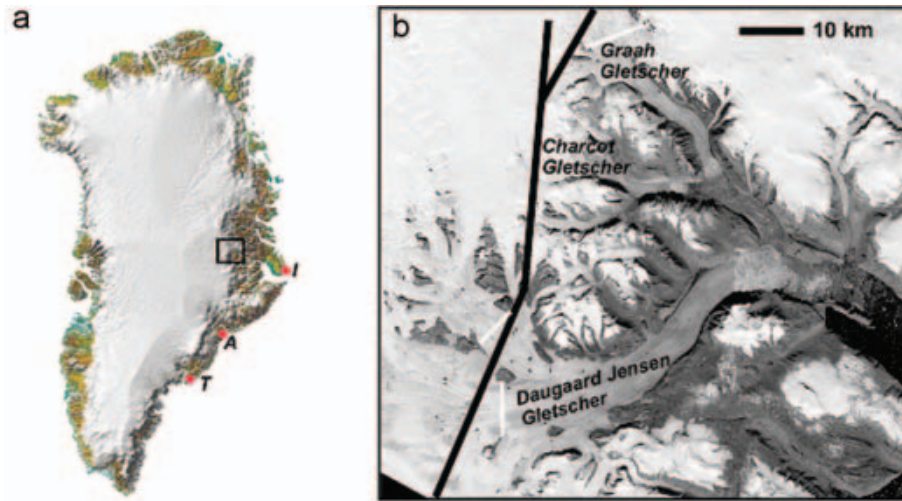 a
I
A
T
b
10 km
Graah
Gletscher
Charcot
Gletscher
Daugaard Jensen
Gletscher